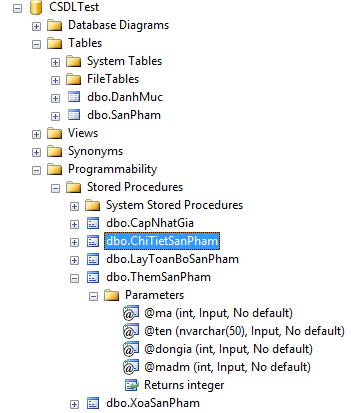 CSDLTest
Database Diagrams
Tables
System Tables
FileTables
dbo.DanhMuc
dbo.SanPham
Views
Synonyms
Programmability
Stored Procedures
System Stored Procedures
dbo.CapNhatGia
dbo.ChiTietSanPham
dbo.LayToanBoSanPham
dbo.ThemSanPham
Parameters
@ma (int, Input, No default)
@ten (nvarchar(50), Input, No default)
@dongia (int, Input, No default)
@madm (int, Input, No default)
Returns integer
dbo.XoaSanPham